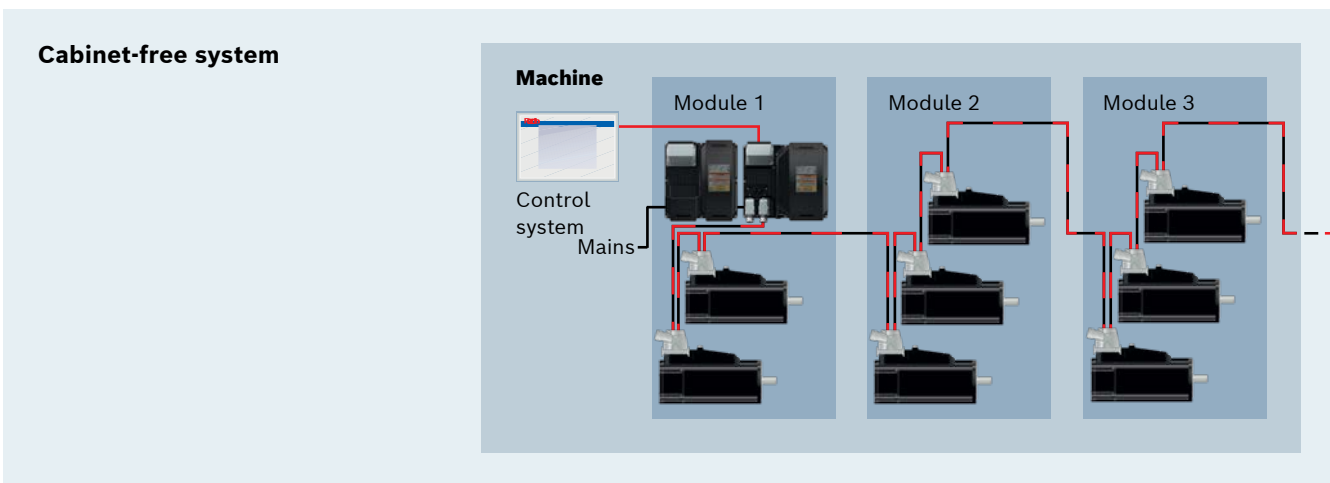 Cabinet-free system
Machine
Module 1
Module 2
Module 3
Control
system
Mains